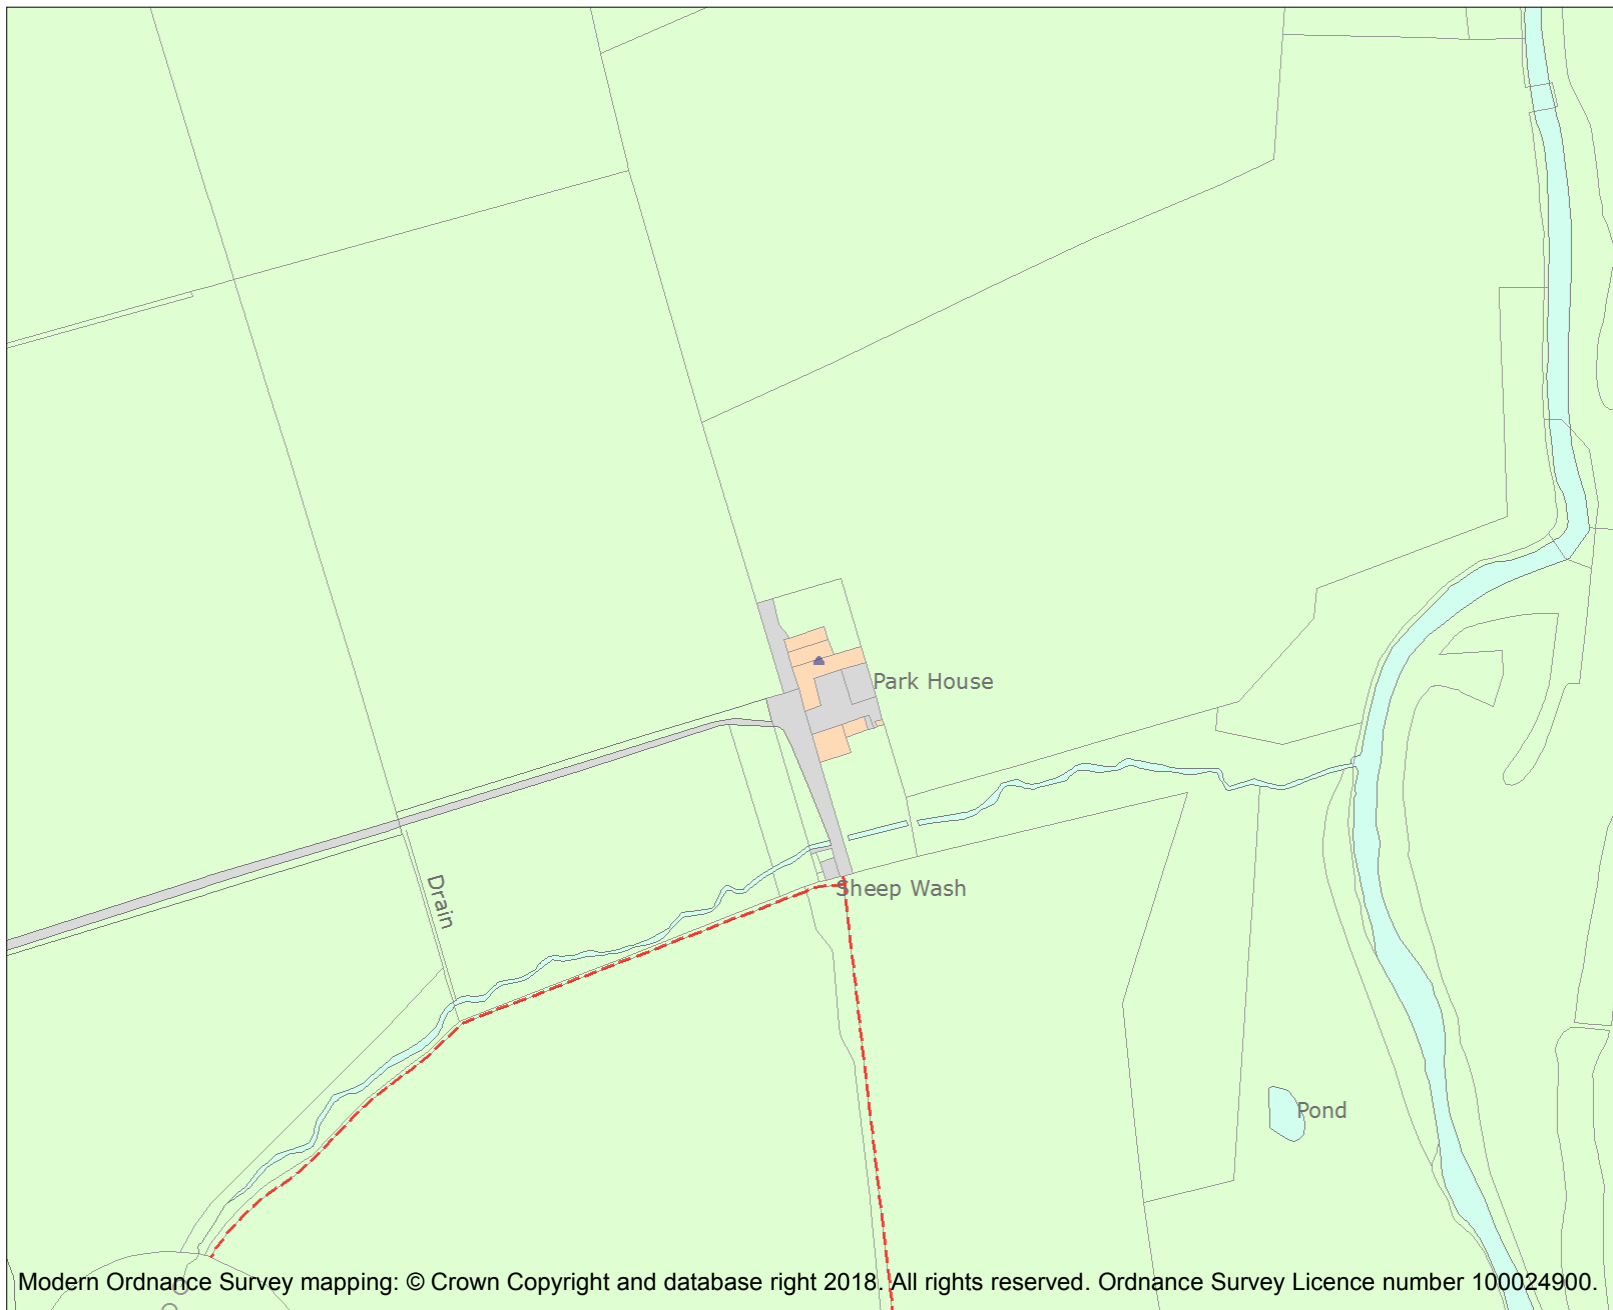 Park House
Drain
Sheep Wash
Pond
Modern Ordnance Survey mapping: © Crown Copyright and database right 2018. All rights reserved. Ordnance Survey Licence number 100024900.